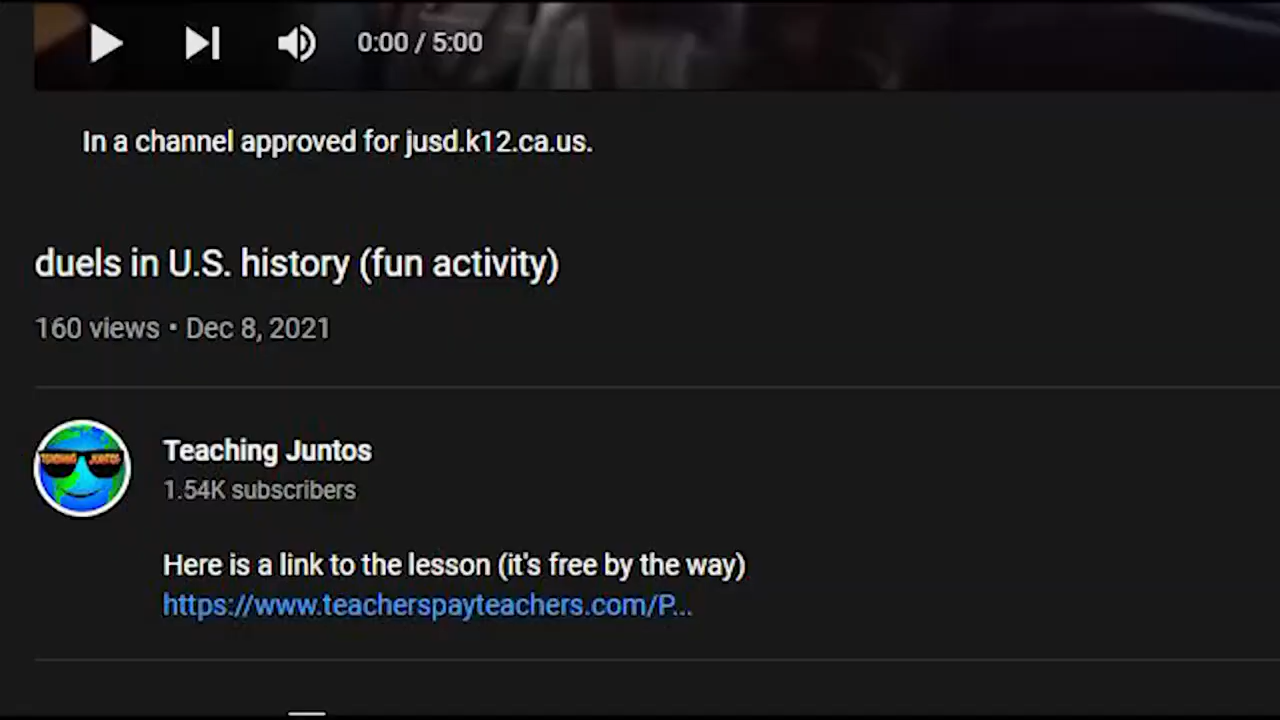 0:00 / 5:00
In a channel approved for jusd.k12.ca.us.
duels in U.S. history (fun activity)
160 views • Dec 8, 2021
TEACHING JUNTOS
Teaching Juntos
1.54K subscribers
Here is a link to the lesson (it's free by the way)
https://www.teacherspayteachers.com/P...